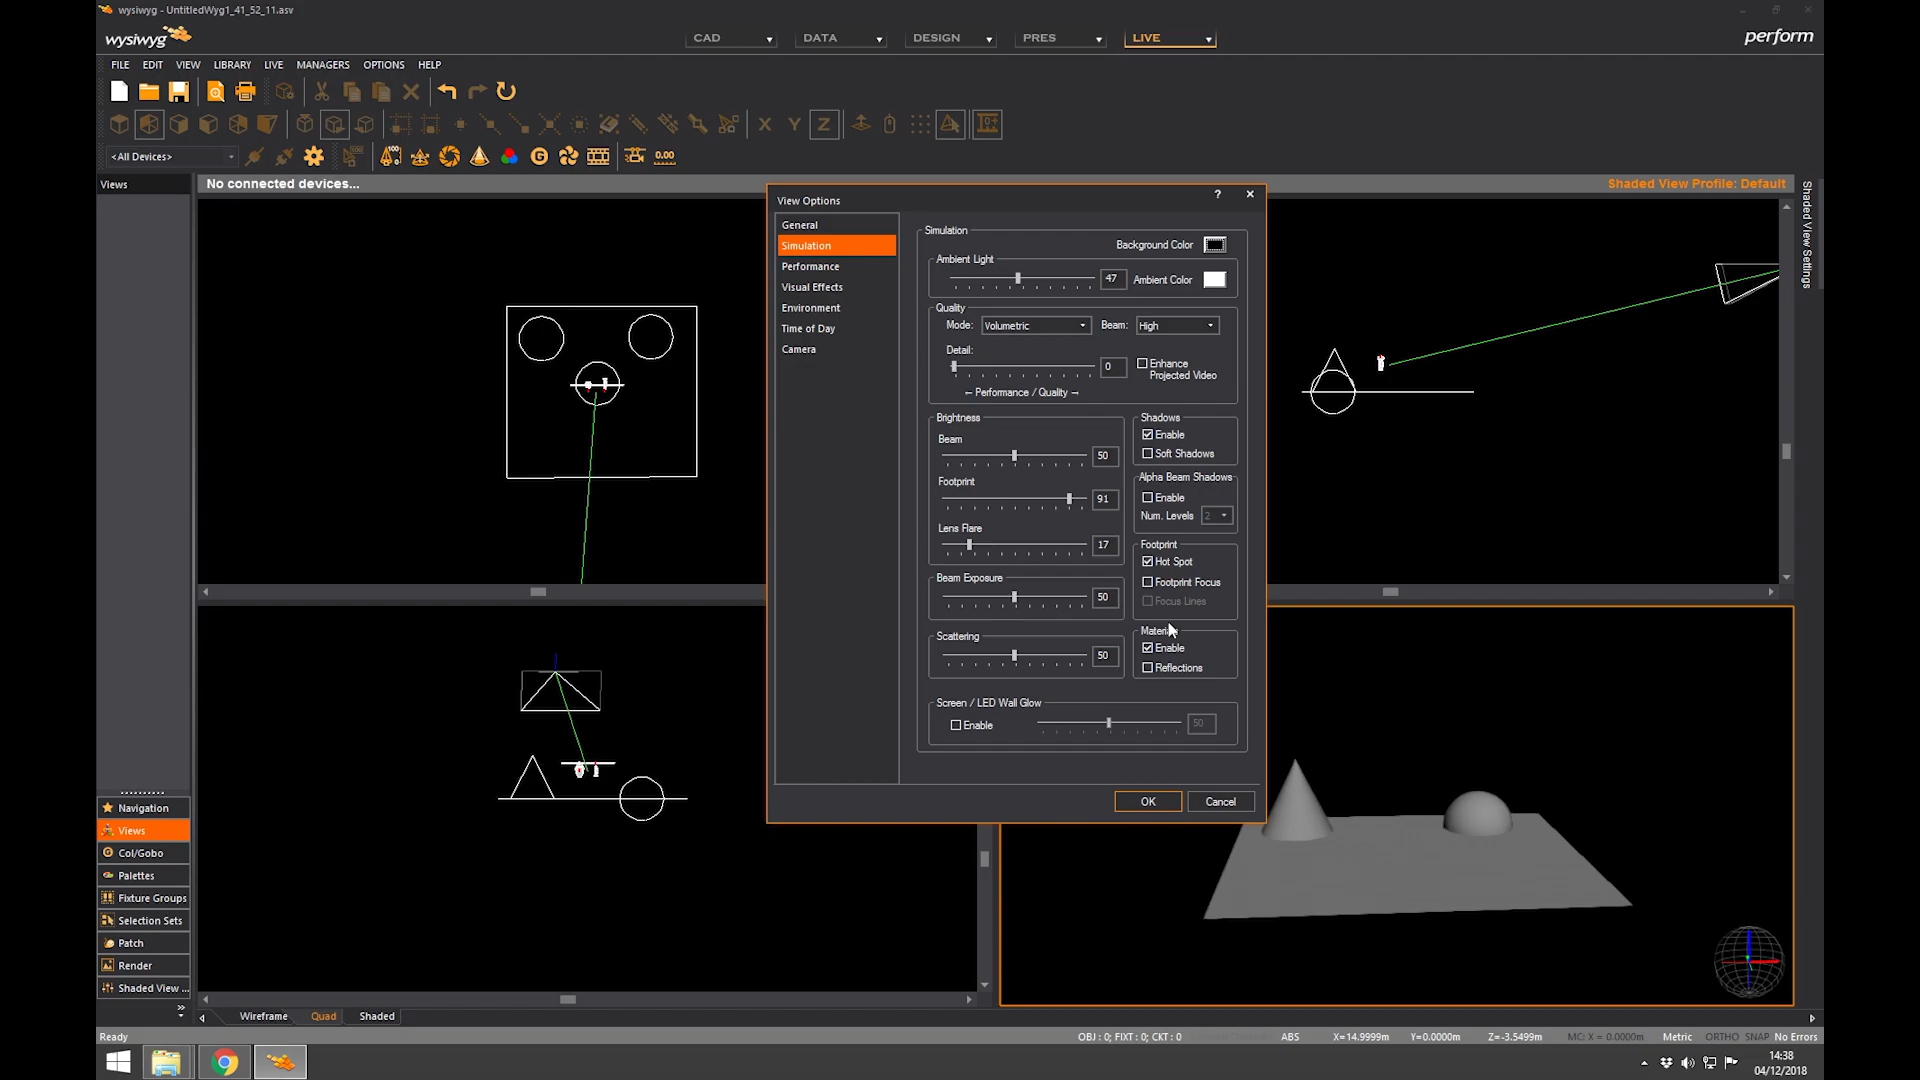 wysiwyg - UntitledWyg1_41_52_11.asv
wysiwyg
CAD DATA DESIGN PRES LIVE
perform
FILE EDIT VIEW LIBRARY LIVE MANAGERS OPTIONS HELP
X Y Z
<All Devices>
100 G 0.00
Views
No connected devices...
Shaded View Profile: Default
Shaded View Settings
View Options
? ×
General
Simulation
Performance
Visual Effects
Environment
Time of Day
Camera
Simulation
Background Color
Ambient Light
47
Ambient Color
Quality
Mode: Volumetric Beam: High
Detail:
0
Enhance
Projected Video
← Performance / Quality →
Brightness
Beam
50
Footprint
91
Lens Flare
17
Beam Exposure
50
Scattering
50
Shadows
Enable
Soft Shadows
Alpha Beam Shadows
Enable
Num. Levels 2
Footprint
Hot Spot
Footprint Focus
Focus Lines
Enable
Reflections
Screen / LED Wall Glow
Enable
50
OK Cancel
Navigation
Views
Col/Gobo
Palettes
Fixture Groups
Selection Sets
Patch
Render
Shaded View ...
Wireframe Quad Shaded
Ready
OBJ : 0; FIXT : 0; CKT : 0 ABS X=14.9999m Y=0.0000m Z=-3.5499m MC: X = 0.0000m Metric ORTHO SNAP No Errors
14:38
04/12/2018